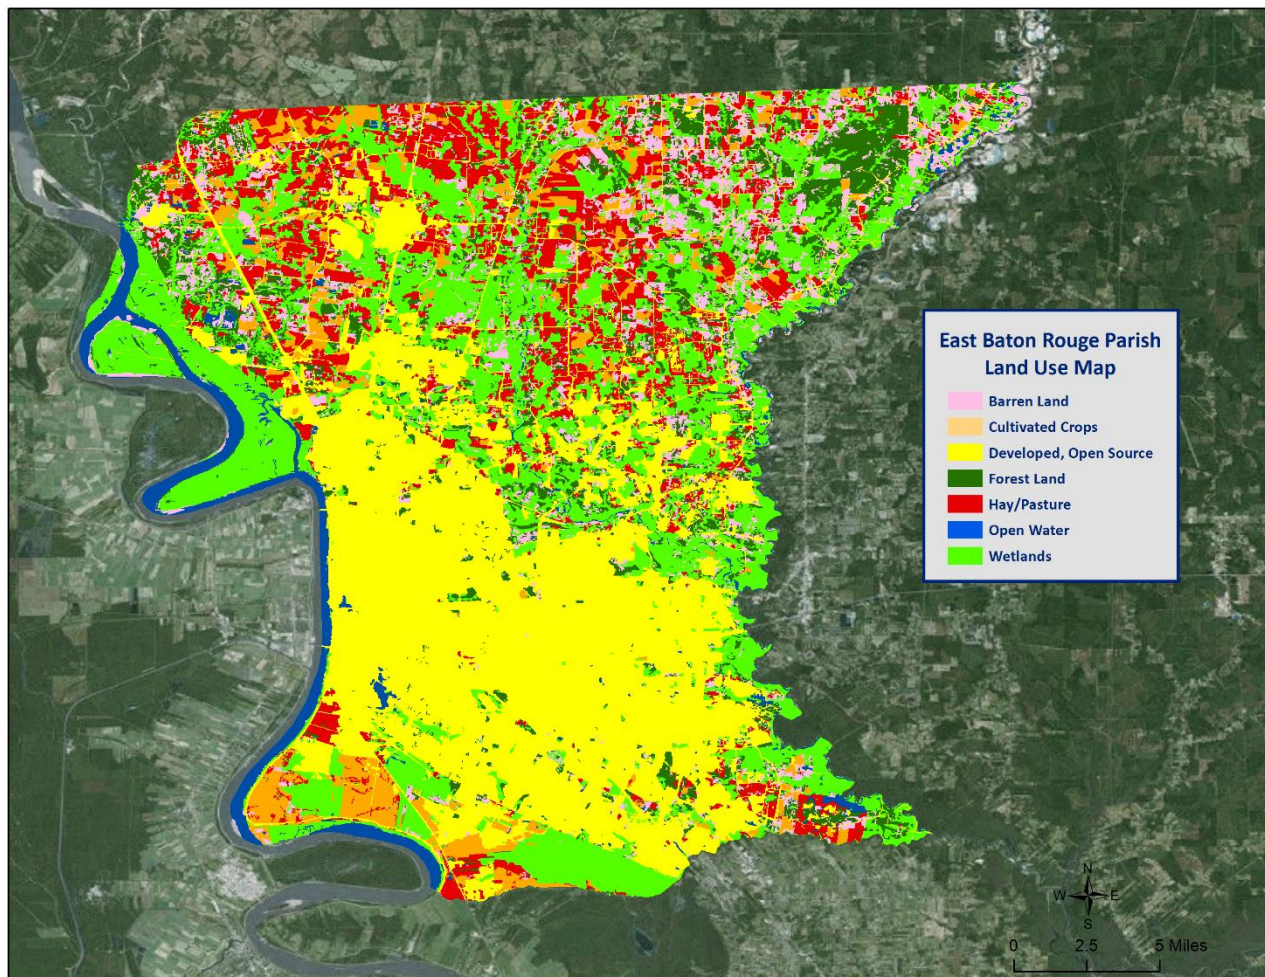 East Baton Rouge Parish
Land Use Map
Barren Land
Cultivated Crops
Developed, Open Source
Forest Land
Hay/Pasture
Open Water
Wetlands
N
W E
S
0 2.5 5 Miles